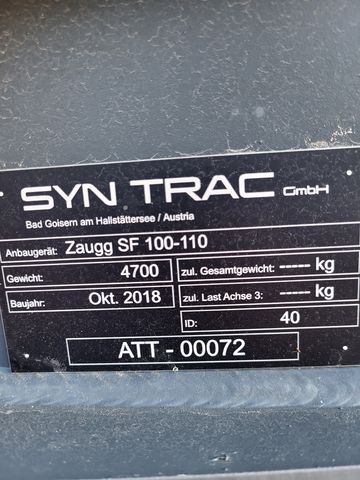 SYN TRAC GmbH
Bad Goisern am Hallstättersee / Austria
Anbaugerät: Zaugg SF 100-110
Gewicht: 4700 zul. Gesamtgewicht: ----- kg
Baujahr: Okt. 2018 zul. Last Achse 3: ----- kg
ID: 40
ATT - 00072